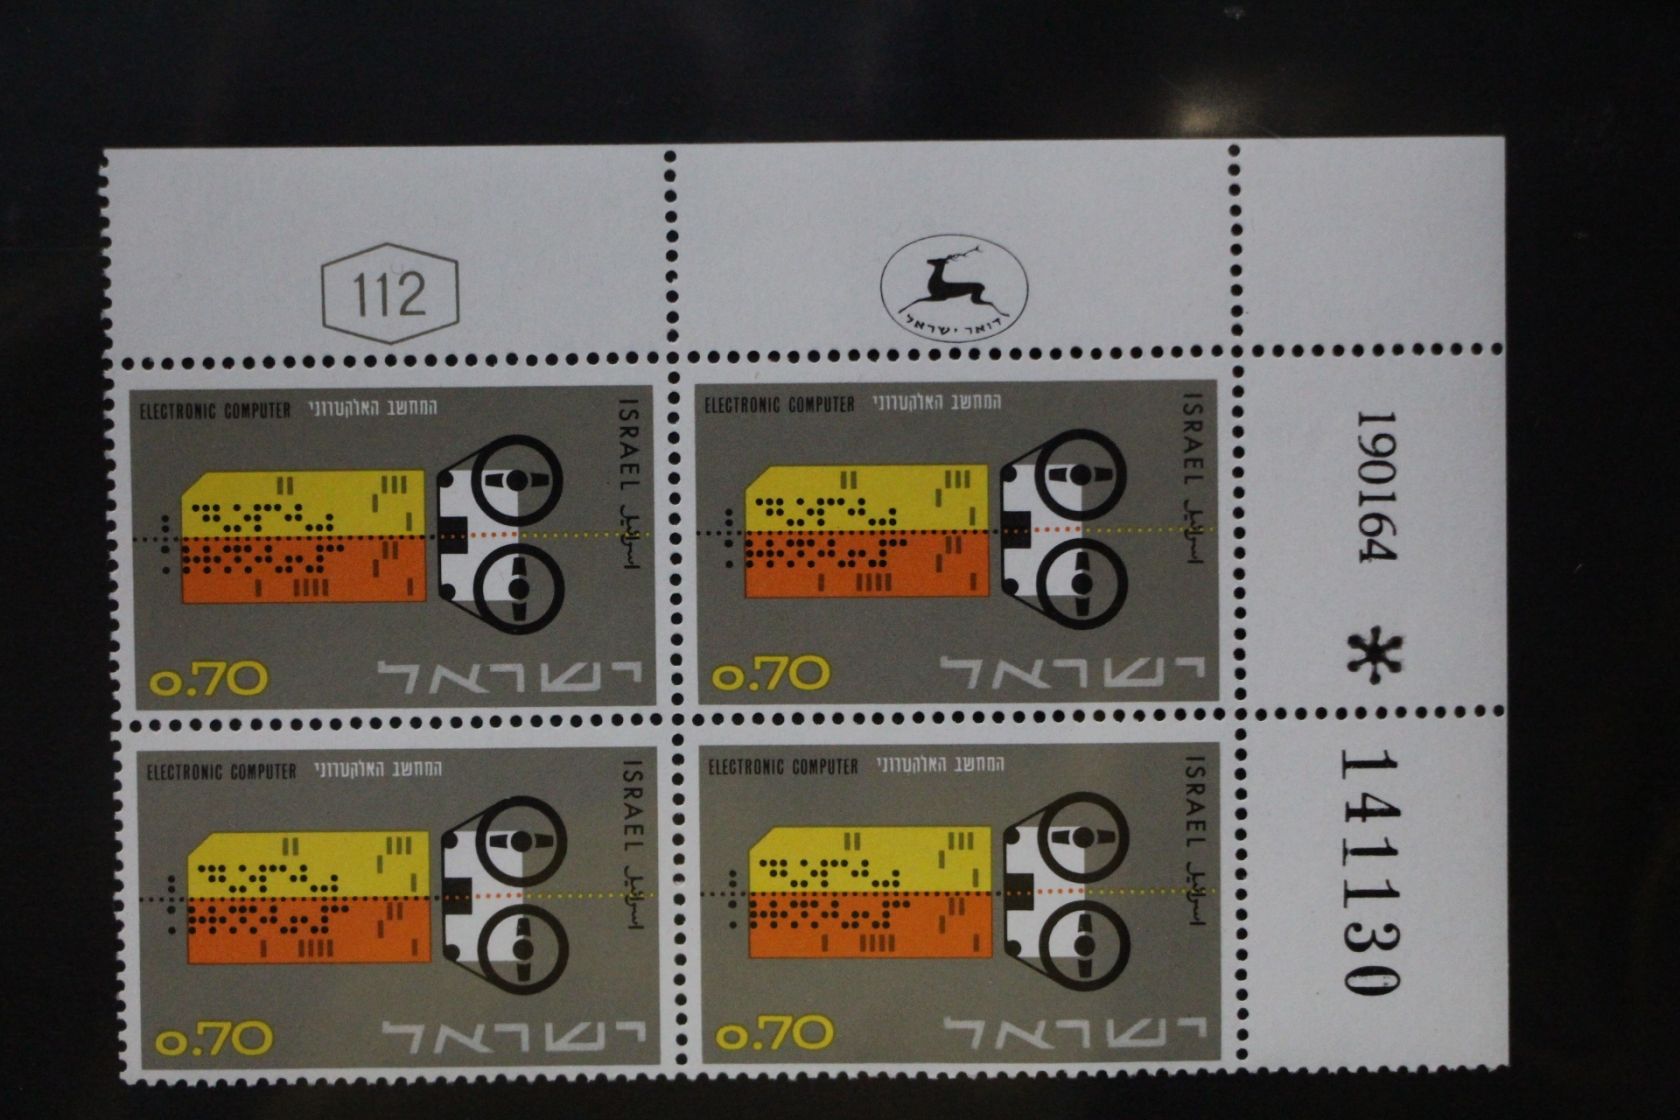 112
דואר ישראל
ELECTRONIC COMPUTER המחשב האלקטרוני
ISRAEL اسرائيل
0.70 ישראל
ELECTRONIC COMPUTER המחשב האלקטרוני
ISRAEL اسرائيل
0.70 ישראל
190164 *
ELECTRONIC COMPUTER המחשב האלקטרוני
ISRAEL اسرائيل
0.70 ישראל
ELECTRONIC COMPUTER המחשב האלקטרוני
ISRAEL اسرائيل
0.70 ישראל
141130